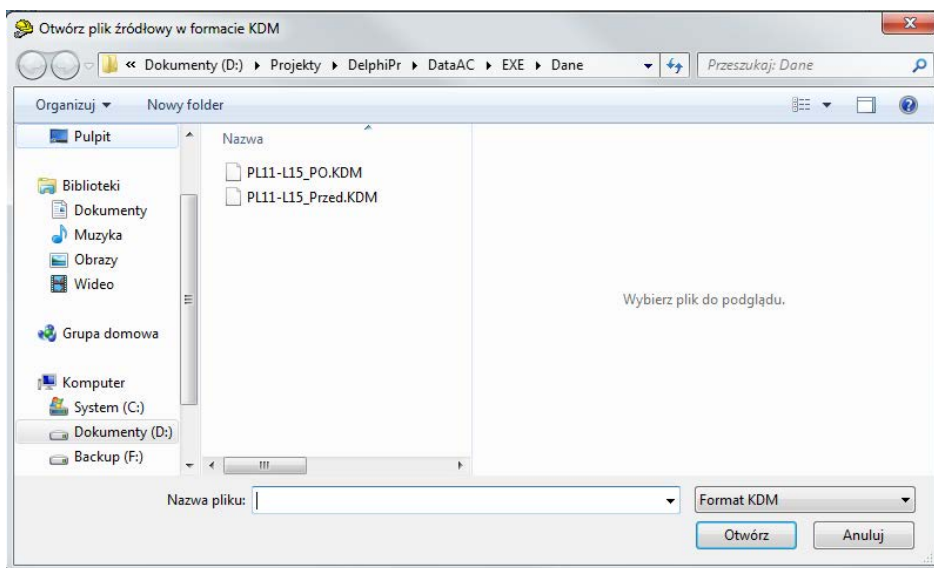 Otwórz plik źródłowy w formacie KDM
« Dokumenty (D:) ▸ Projekty ▸ DelphiPr ▸ DataAC ▸ EXE ▸ Dane
Przeszukaj: Dane
Organizuj
Nowy folder
Pulpit
Biblioteki
Dokumenty
Muzyka
Obrazy
Wideo
Grupa domowa
Komputer
System (C:)
Dokumenty (D:)
Backup (F:)
Nazwa
PL11-L15_PO.KDM
PL11-L15_Przed.KDM
Wybierz plik do podglądu.
Nazwa pliku:
Format KDM
Otwórz
Anuluj